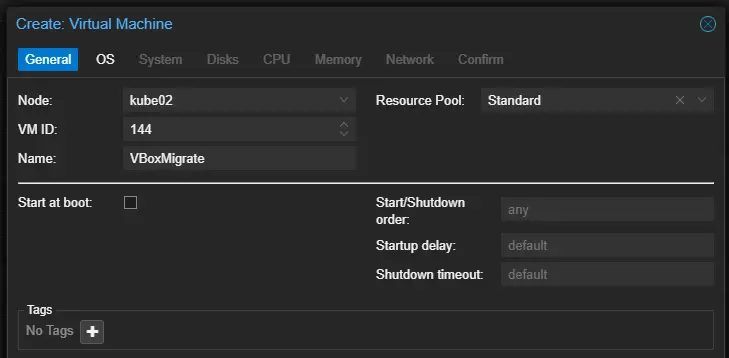 Create: Virtual Machine
General OS System Disks CPU Memory Network Confirm
Node: kube02 Resource Pool: Standard
VM ID: 144
Name: VBoxMigrate
Start at boot: Start/Shutdown order: any
Startup delay: default
Shutdown timeout: default
Tags
No Tags